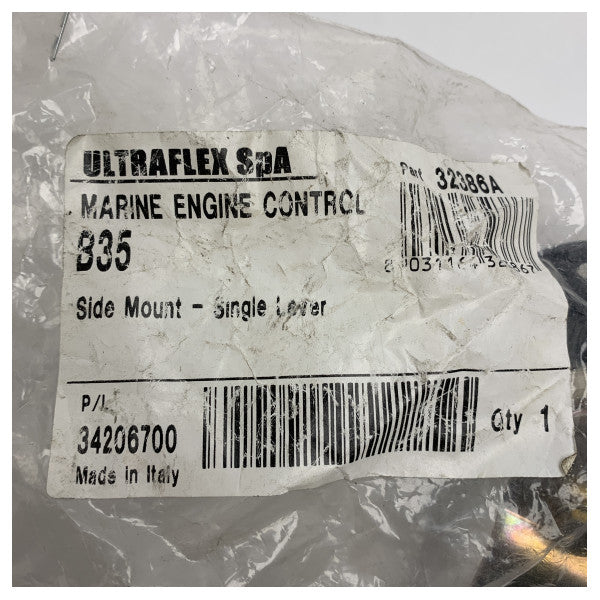 ULTRAFLEX SpA
Part 32386A
MARINE ENGINE CONTROL
B35
Side Mount - Single Lever
P/L
34206700
Qty 1
Made in Italy